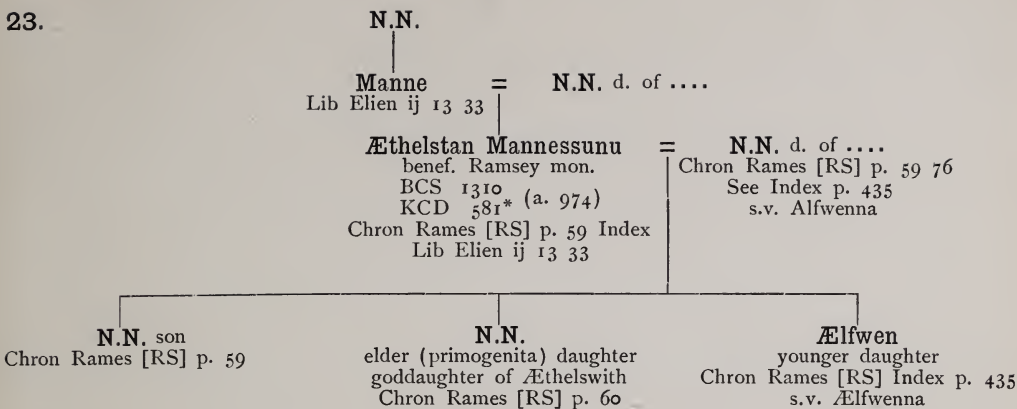 23.
N.N.
Manne = N.N. d. of ....
Lib Elien ij 13 33
Æthelstan Mannessunu = N.N. d. of ....
benef. Ramsey mon.
BCS 1310
KCD 581* (a. 974)
Chron Rames [RS] p. 59 Index
Lib Elien ij 13 33
Chron Rames [RS] p. 59 76
See Index p. 435
s.v. Alfwenna
N.N. son
Chron Rames [RS] p. 59
N.N.
elder (primogenita) daughter
goddaughter of Æthelswith
Chron Rames [RS] p. 60
Ælfwen
younger daughter
Chron Rames [RS] Index p. 435
s.v. Ælfwenna